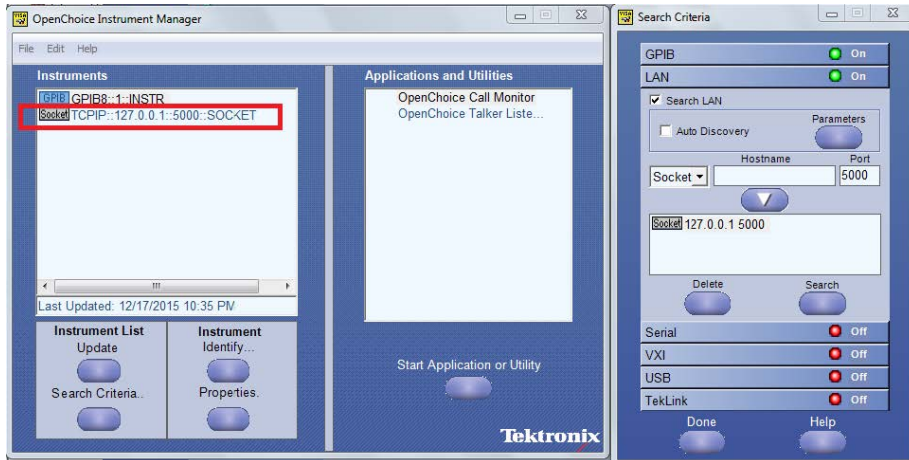 OpenChoice Instrument Manager
File Edit Help
Instruments
GPIB GPIB8::1::INSTR
Socket TCPIP::127.0.0.1::5000::SOCKET
Last Updated: 12/17/2015 10:35 PM
Instrument List
Update
Search Criteria..
Instrument
Identify...
Properties.
Applications and Utilities
OpenChoice Call Monitor
OpenChoice Talker Liste...
Start Application or Utility
Tektronix
Search Criteria
GPIB On
LAN On
Search LAN
Auto Discovery
Parameters
Hostname Port
Socket 5000
Socket 127.0.0.1 5000
Delete Search
Serial Off
VXI Off
USB Off
TekLink Off
Done Help